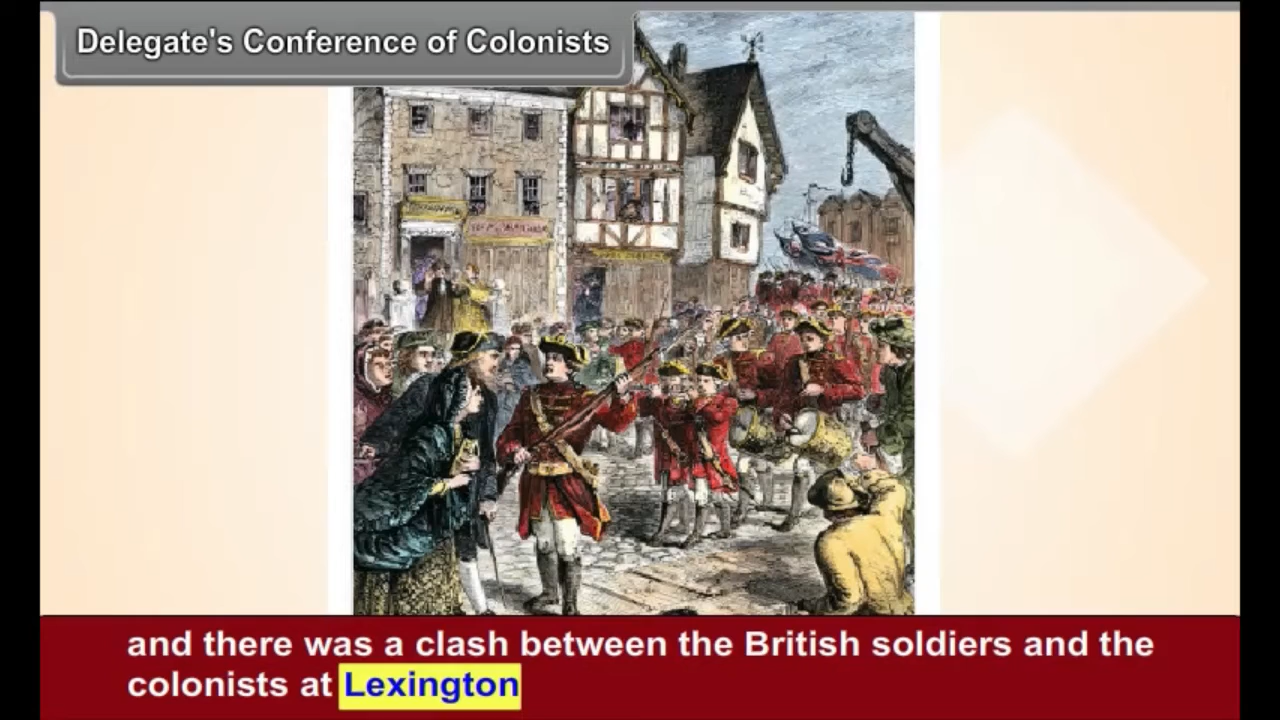 Delegate's Conference of Colonists
and there was a clash between the British soldiers and the
colonists at Lexington